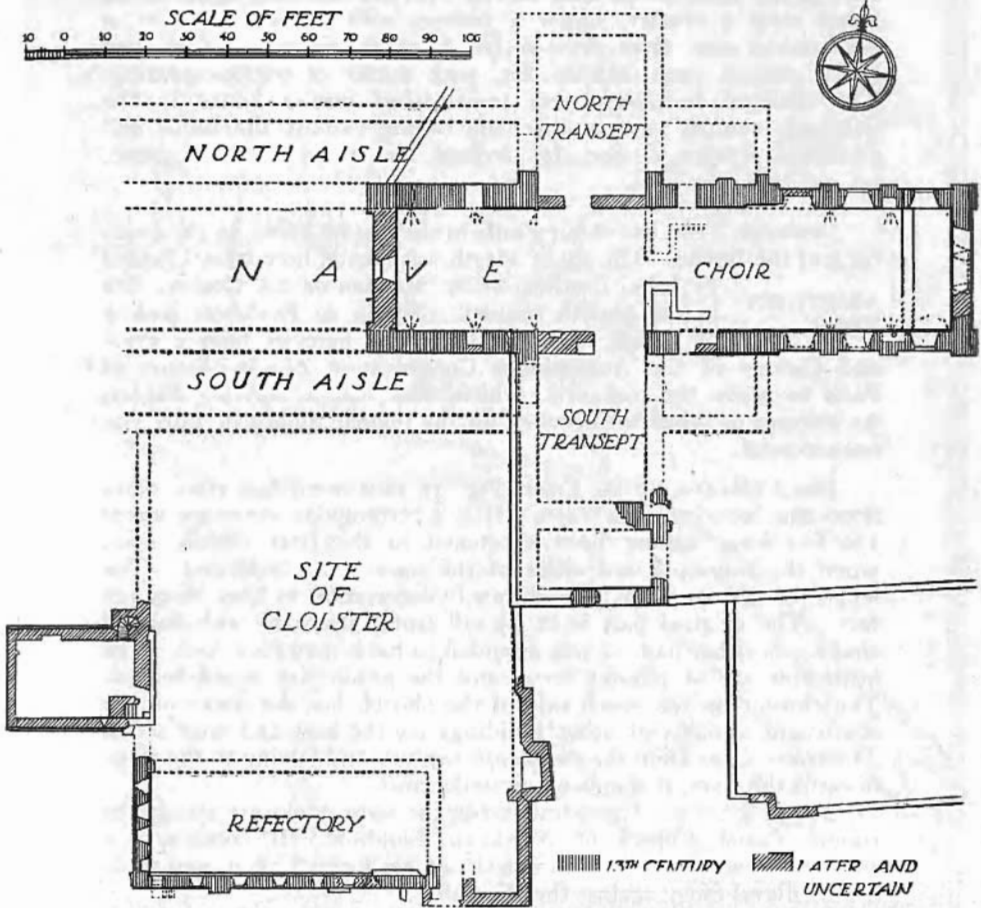 SCALE OF FEET
10 0 10 20 30 40 50 60 70 80 90 100
NORTH
TRANSEPT
NORTH AISLE
NAVE
CHOIR
SOUTH AISLE
SOUTH
TRANSEPT
SITE
OF
CLOISTER
REFECTORY
13TH CENTURY
LATER AND
UNCERTAIN